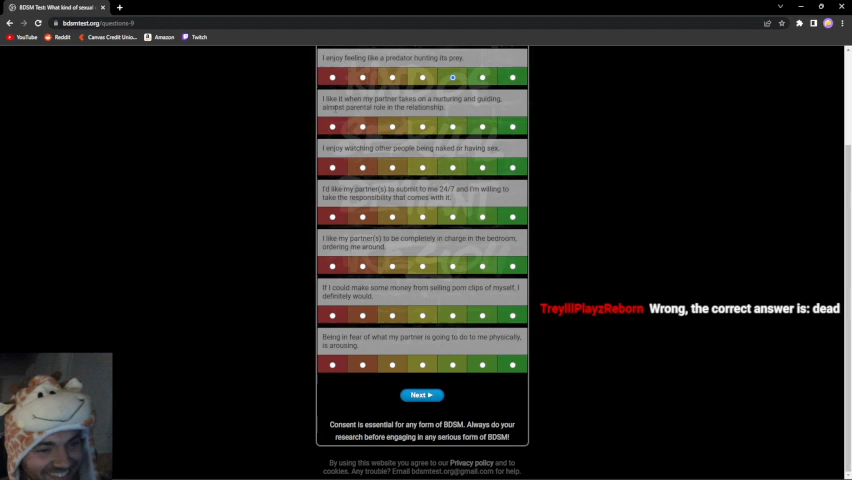 BDSM Test: What kind of sexual
bdsmtest.org/questions-9
YouTube Reddit Canvas Credit Unio... Amazon Twitch
I enjoy feeling like a predator hunting its prey.
I like it when my partner takes on a nurturing and guiding,
almost parental role in the relationship.
I enjoy watching other people being naked or having sex.
I'd like my partner(s) to submit to me 24/7 and I'm willing to
take the responsibility that comes with it.
I like my partner(s) to be completely in charge in the bedroom,
ordering me around.
If I could make some money from selling porn clips of myself, I
definitely would.
TreyillPlayzReborn Wrong, the correct answer is: dead
Being in fear of what my partner is going to do to me physically,
is arousing.
Next
Consent is essential for any form of BDSM. Always do your
research before engaging in any serious form of BDSM!
By using this website you agree to our Privacy policy and to
cookies. Any trouble? Email bdsmtest.org@gmail.com for help.